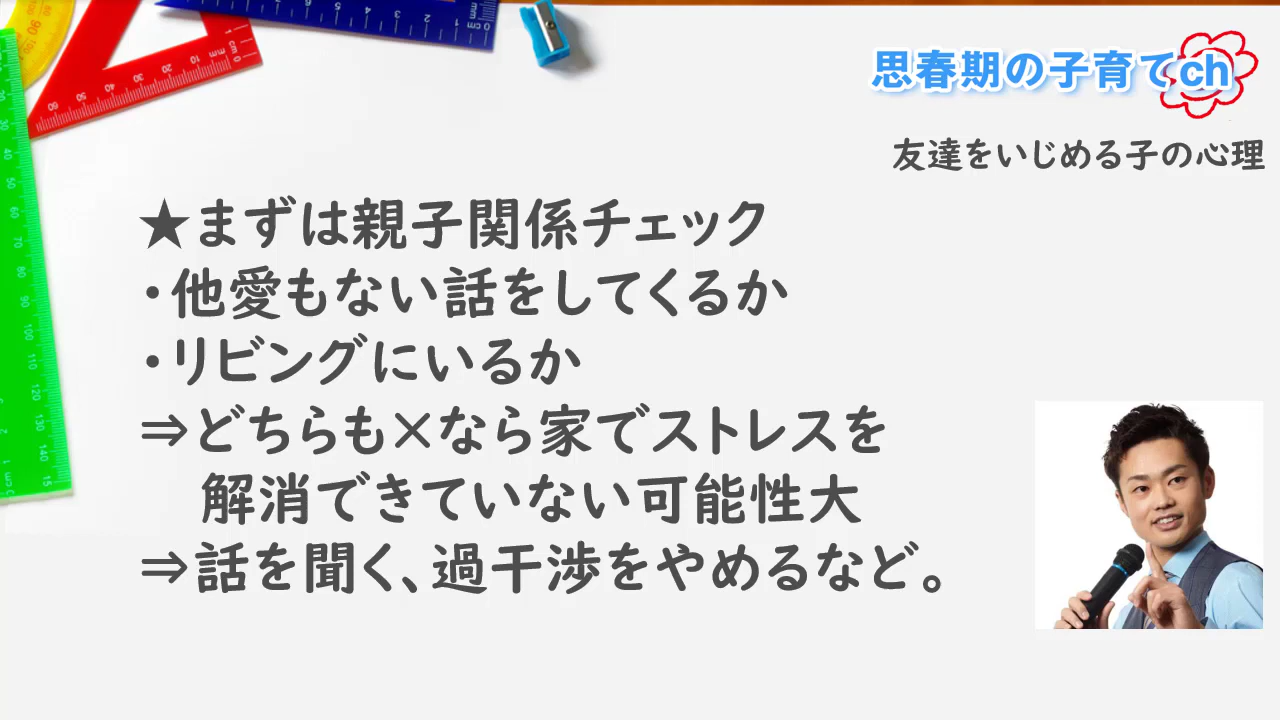 思春期の子育てch
友達をいじめる子の心理
★まずは親子関係チェック
・他愛もない話をしてくるか
・リビングにいるか
⇒どちらも×なら家でストレスを
解消できていない可能性大
⇒話を聞く、過干渉をやめるなど。